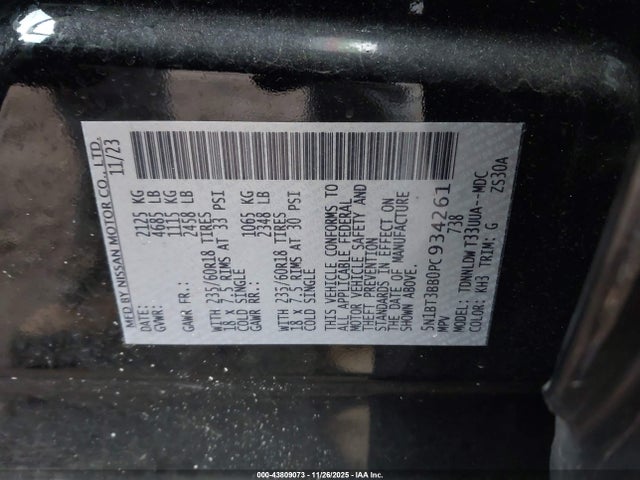 MFD BY NISSAN MOTOR CO., LTD.
DATE: 11/23
GVWR: 2125 KG
4685 LB
GAWR FR: 1115 KG
2458 LB
WITH 235/60R18 TIRES
18 x 7.5 RIMS AT 33 PSI
COLD SINGLE
GAWR RR: 1065 KG
2348 LB
WITH 235/60R18 TIRES
18 x 7.5 RIMS AT 30 PSI
COLD SINGLE
THIS VEHICLE CONFORMS TO
ALL APPLICABLE FEDERAL
MOTOR VEHICLE SAFETY AND
THEFT PREVENTION
STANDARDS IN EFFECT ON
THE DATE OF MANUFACTURE
SHOWN ABOVE.
5N1BT3BB0PC934261
MPV 738
MODEL: TDNNLDW T33UUA--MDC
COLOR: KH3 TRIM: G ZS30A
000-43809073 - 11/26/2025 - IAA Inc.